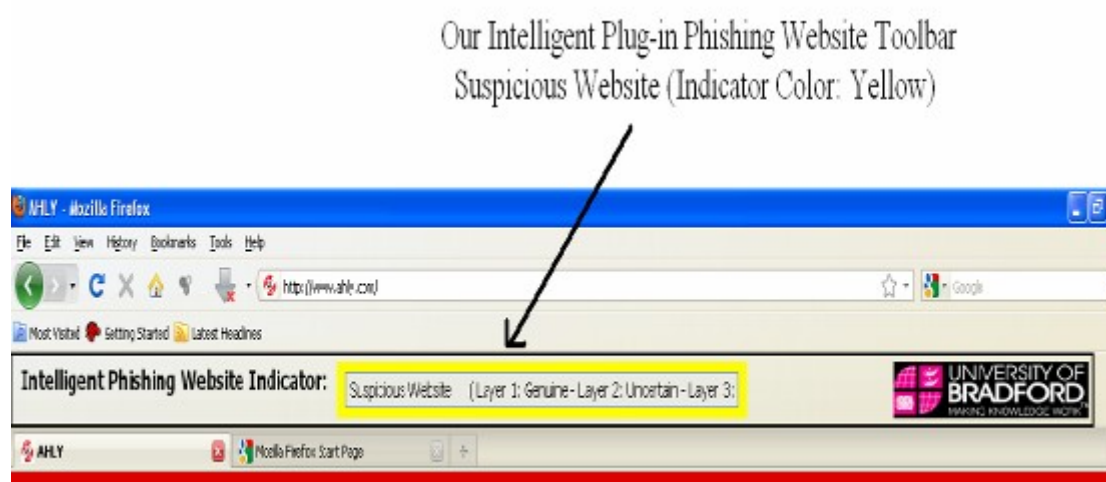 Our Intelligent Plug-in Phishing Website Toolbar
Suspicious Website (Indicator Color: Yellow)
AHLY - Mozilla Firefox
File Edit View History Bookmarks Tools Help
http://www.ahly.com/
Google
Most Visited Getting Started Latest Headlines
Intelligent Phishing Website Indicator:
Suspicious Website (Layer 1: Genuine - Layer 2: Uncertain - Layer 3:
UNIVERSITY OF
BRADFORD
MAKING KNOWLEDGE WORK
AHLY
Mozilla Firefox Start Page